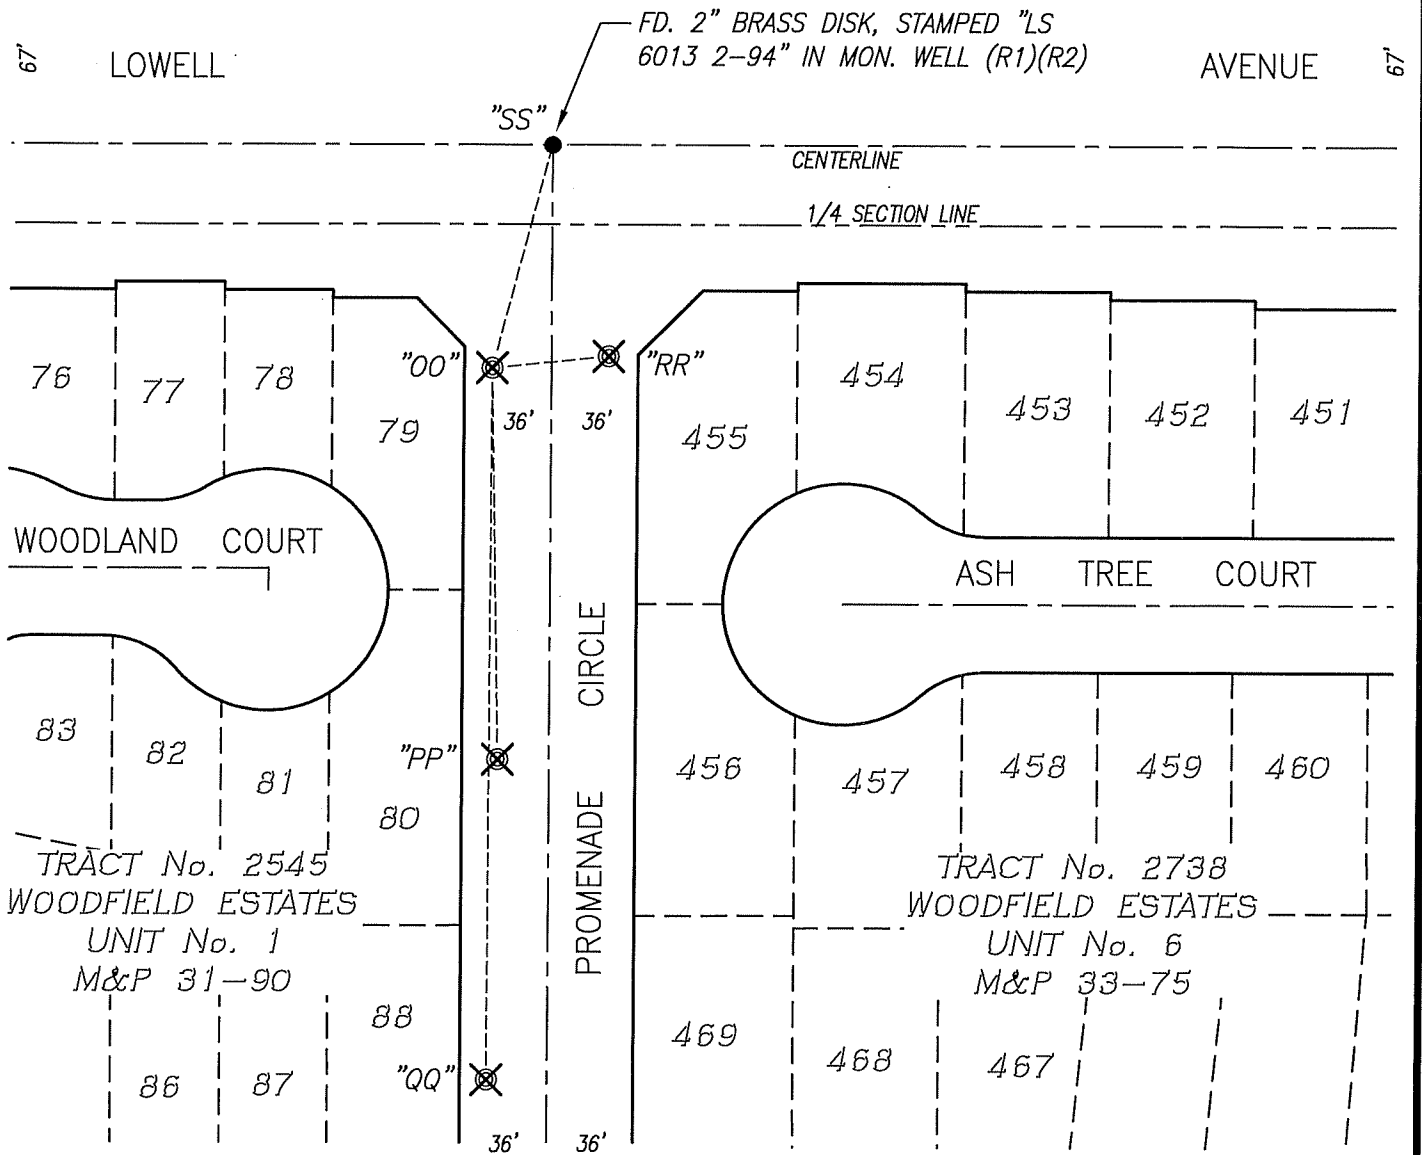 FD. 2" BRASS DISK, STAMPED "LS
6013 2-94" IN MON. WELL (R1)(R2)
67'
LOWELL
AVENUE
67'
"SS"
CENTERLINE
1/4 SECTION LINE
"OO"
"RR"
76
77
78
79
36'
36'
455
454
453
452
451
WOODLAND COURT
ASH TREE COURT
PROMENADE CIRCLE
83
82
81
80
"PP"
456
457
458
459
460
TRACT No. 2545
WOODFIELD ESTATES
UNIT No. 1
M&P 31-90
TRACT No. 2738
WOODFIELD ESTATES
UNIT No. 6
M&P 33-75
88
86
87
"QQ"
469
468
467
36'
36'